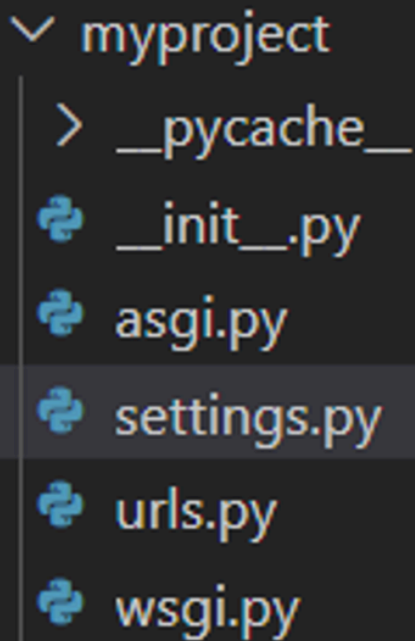 myproject
__pycache__
__init__.py
asgi.py
settings.py
urls.py
wsgi.py